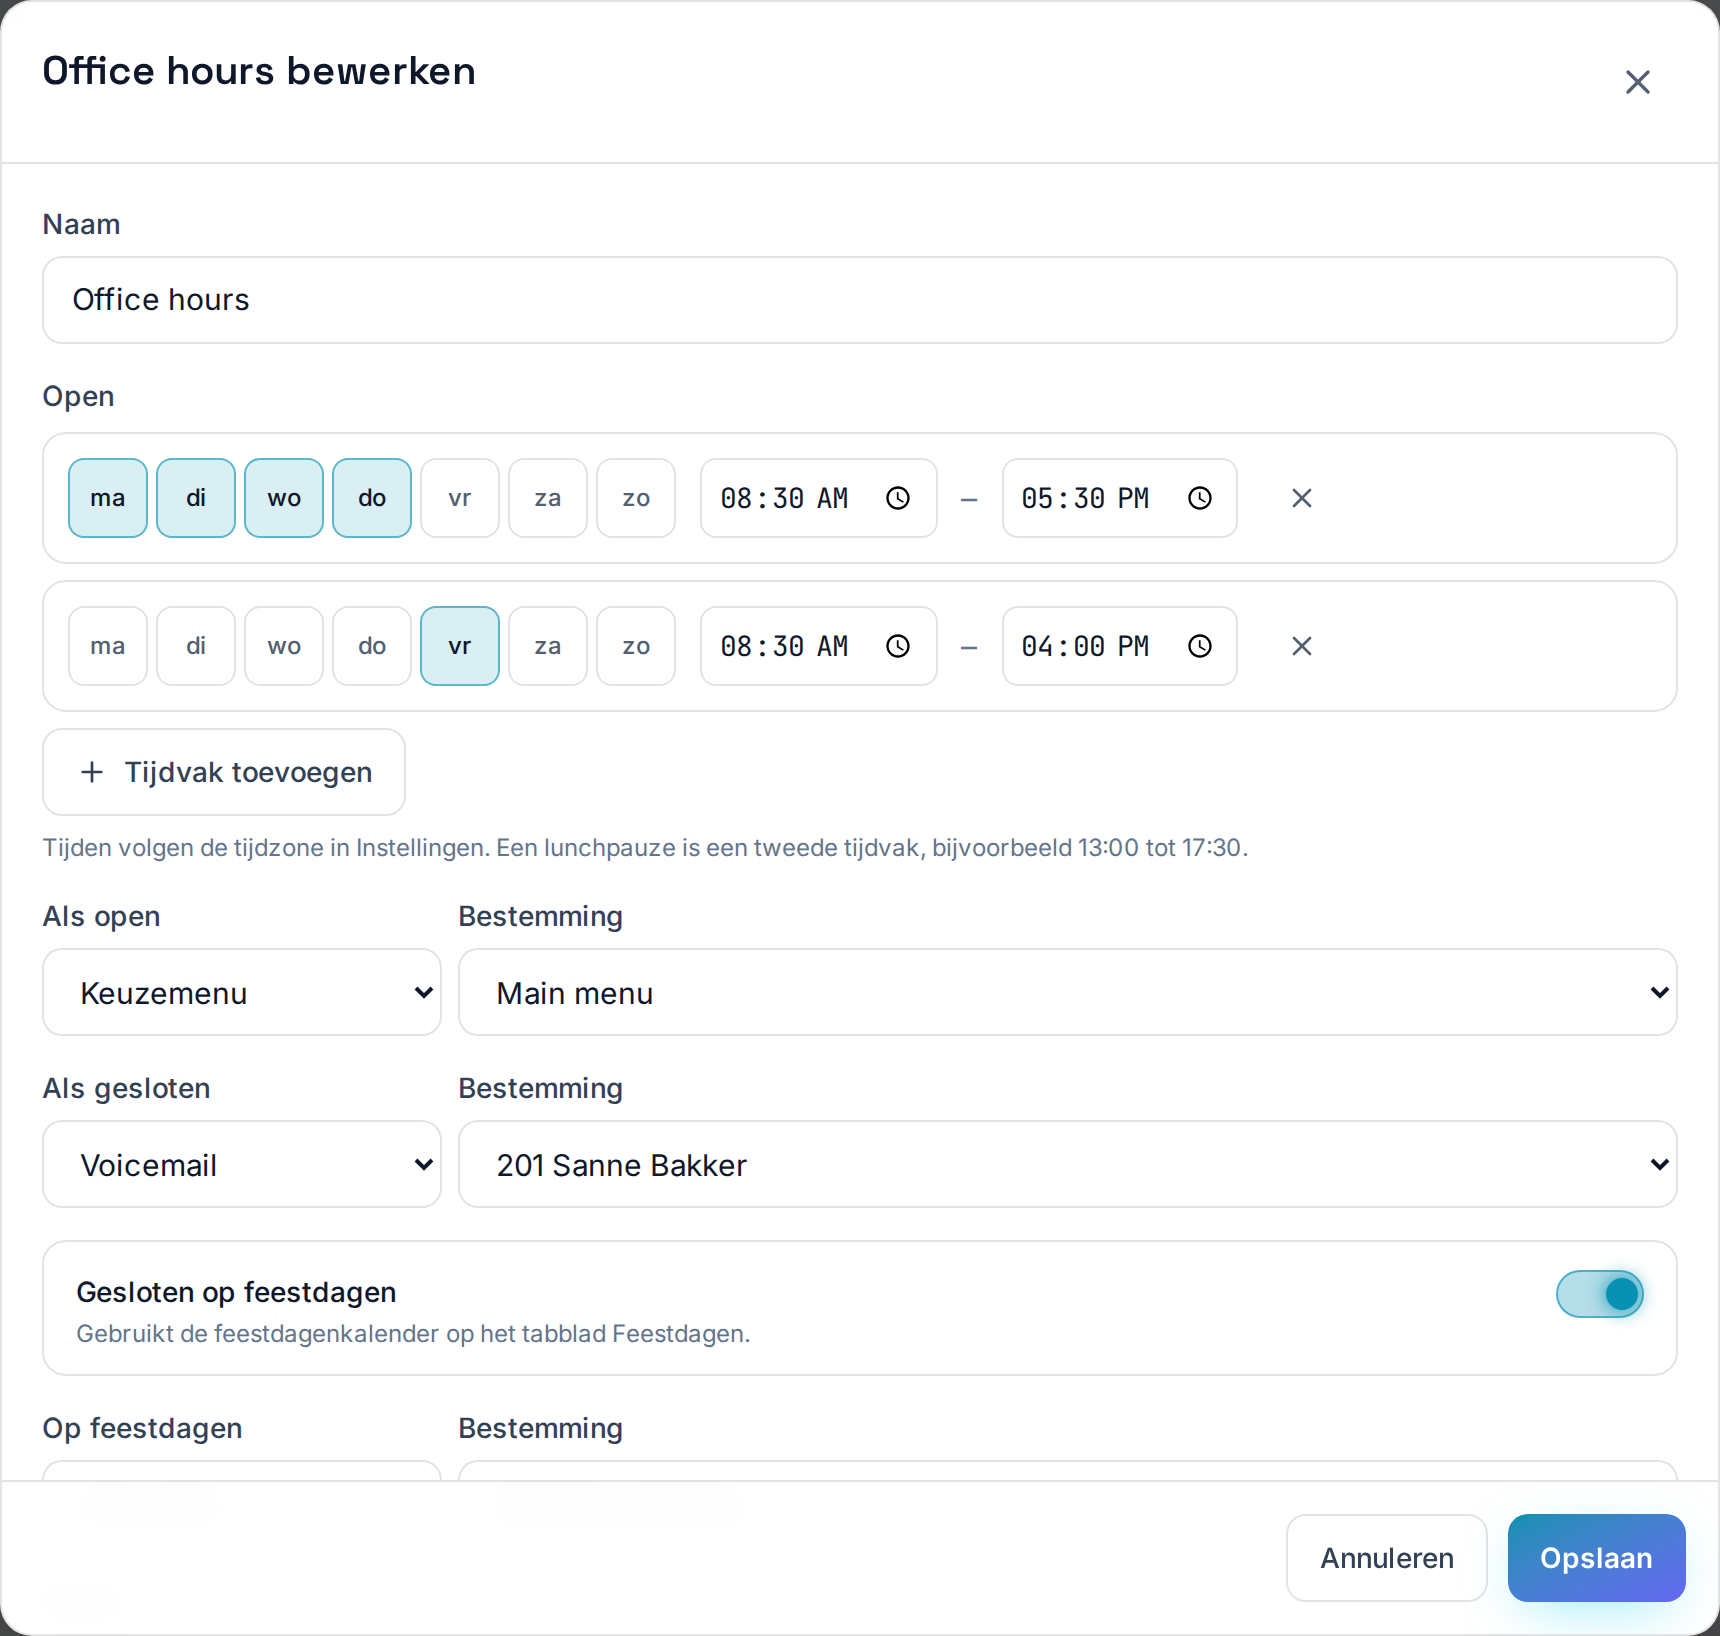 Office hours bewerken
Naam
Office hours
Open
ma di wo do vr za zo 08:30 AM – 05:30 PM
ma di wo do vr za zo 08:30 AM – 04:00 PM
Tijdvak toevoegen
Tijden volgen de tijdzone in Instellingen. Een lunchpauze is een tweede tijdvak, bijvoorbeeld 13:00 tot 17:30.
Als open Bestemming
Keuzemenu Main menu
Als gesloten Bestemming
Voicemail 201 Sanne Bakker
Gesloten op feestdagen
Gebruikt de feestdagenkalender op het tabblad Feestdagen.
Op feestdagen Bestemming
Annuleren Opslaan